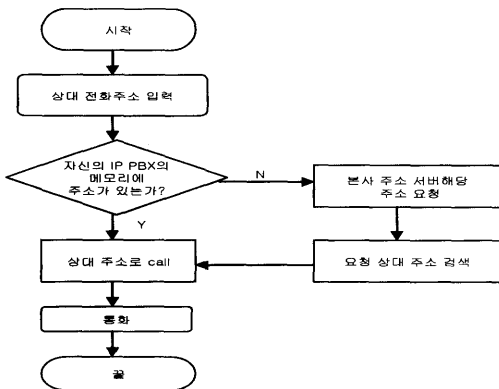 시작
상대 전화주소 입력
자신의 IP PBX의
메모리에
주소가 있는가?
N
본사 주소 서버해당
주소 요청
Y
상대 주소로 call
요청 상대 주소 검색
통화
끝